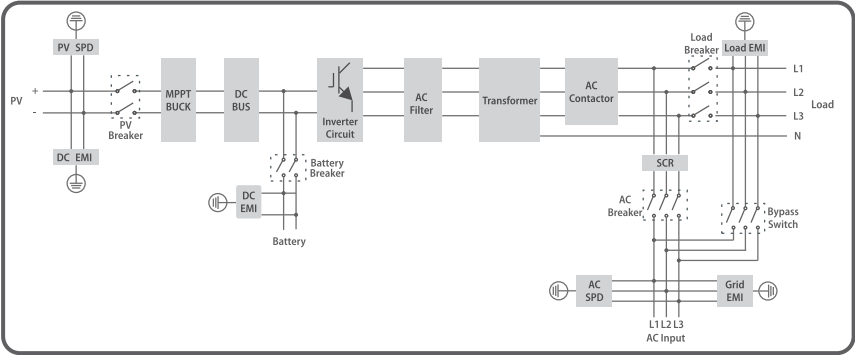 PV SPD
Load
Breaker
Load EMI
PV
+
-
PV
Breaker
MPPT
BUCK
DC
BUS
Inverter
Circuit
AC
Filter
Transformer
AC
Contactor
L1
L2
L3
N
Load
DC EMI
Battery
Breaker
SCR
DC
EMI
AC
Breaker
Bypass
Switch
Battery
AC
SPD
Grid
EMI
L1 L2 L3
AC Input